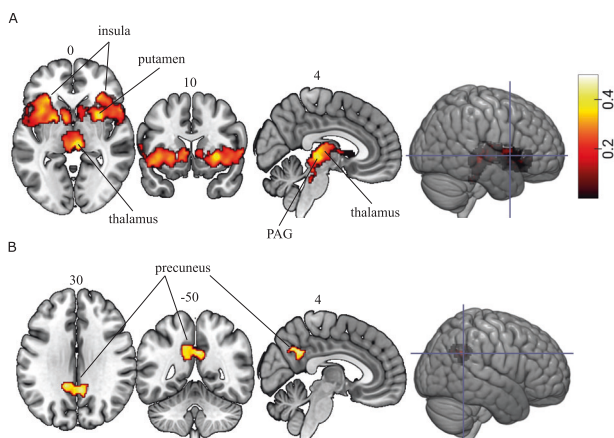 A
insula
0
putamen
10
4
0.4
0.2
thalamus
thalamus
PAG
B
precuneus
30
-50
4